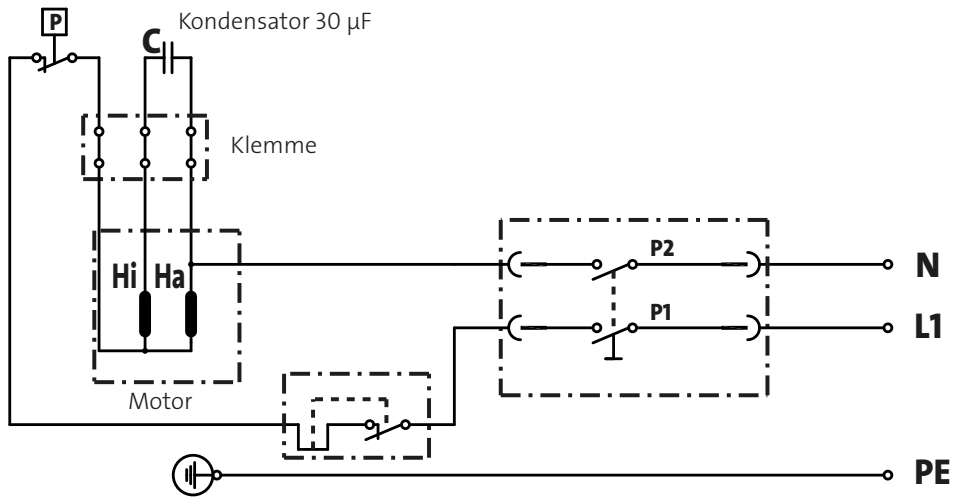 P
Kondensator 30 µF
C
Klemme
Hi Ha
Motor
P2
N
P1
L1
PE